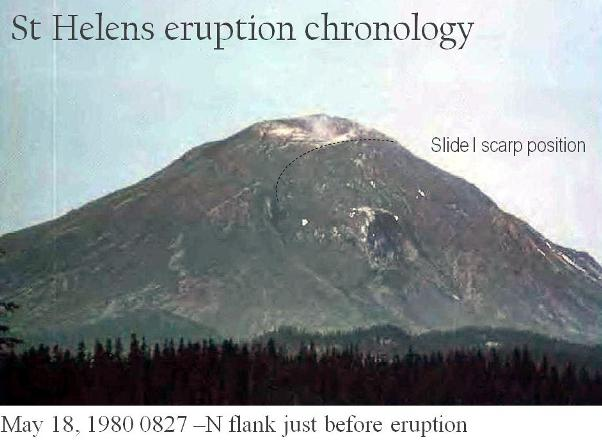 St Helens eruption chronology
Slide I scarp position
May 18, 1980 0827 –N flank just before eruption